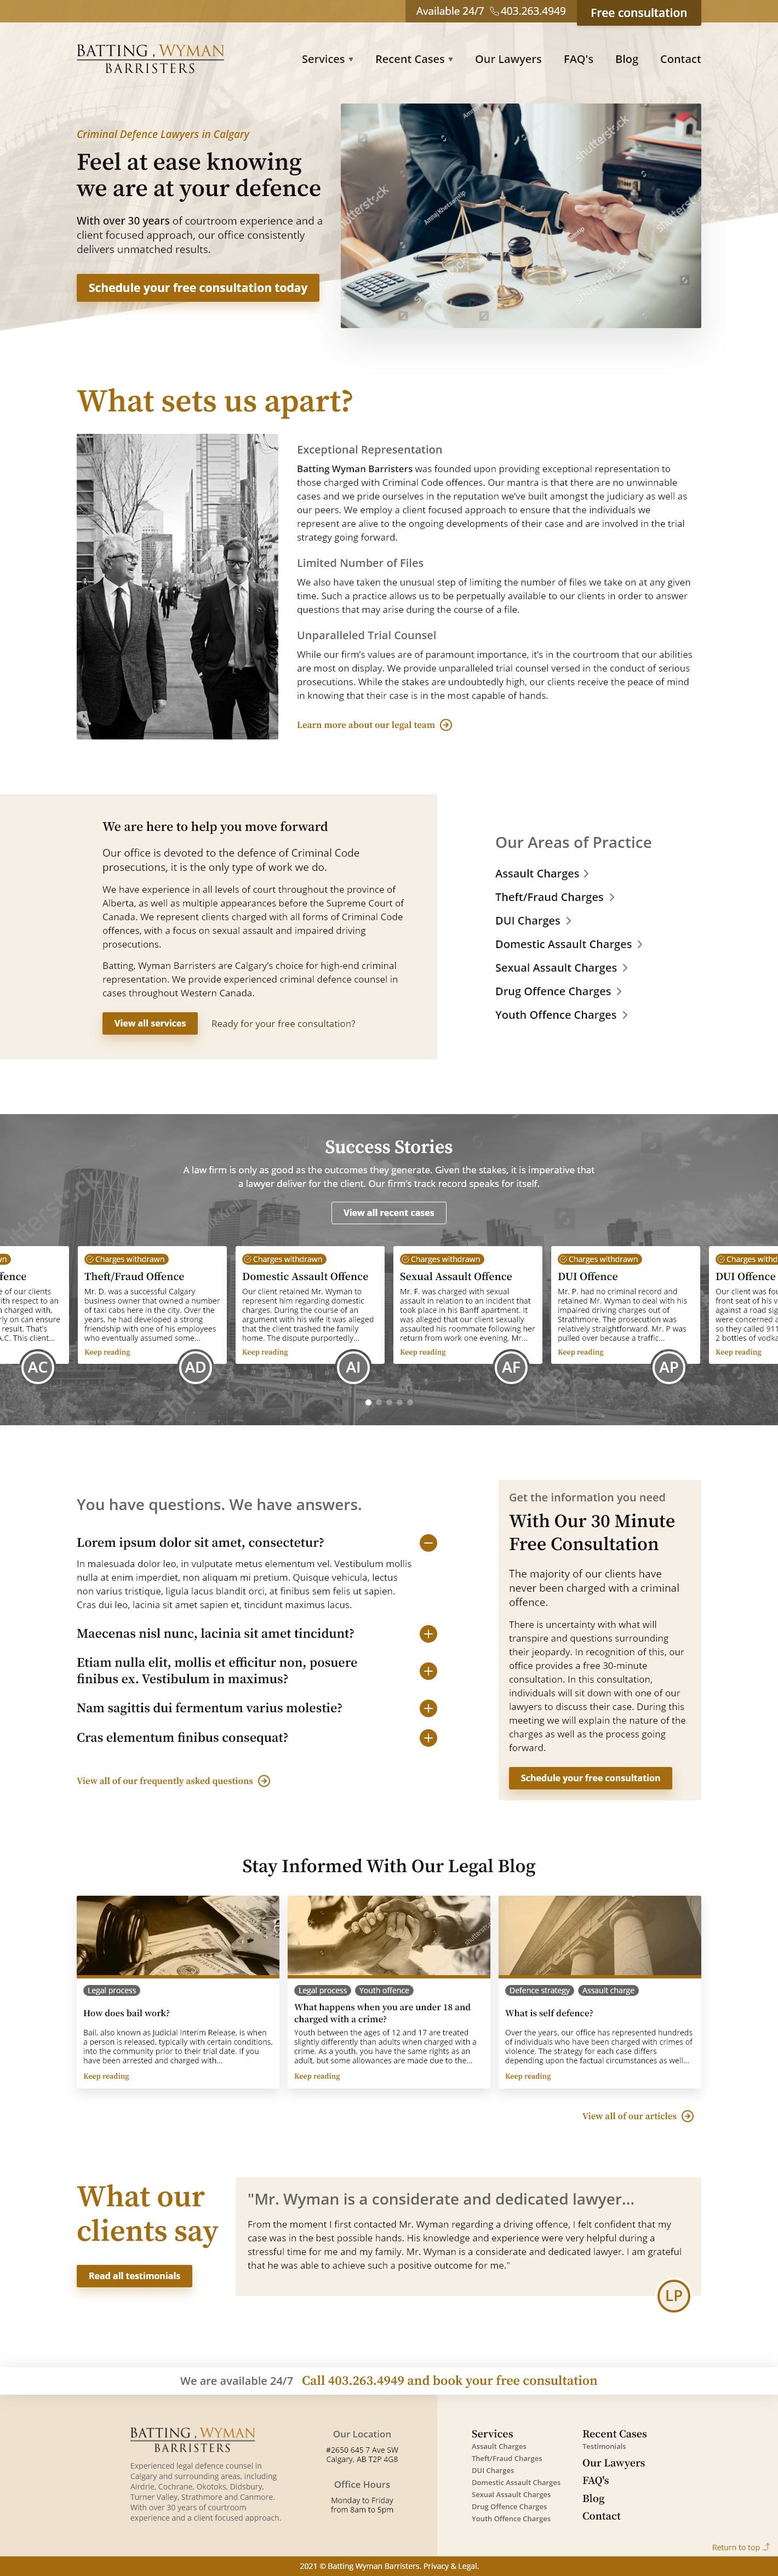 Available 24/7 403.263.4949
Free consultation
BATTING . WYMAN
BARRISTERS
Services
Recent Cases
Our Lawyers
FAQ's
Blog
Contact
Criminal Defence Lawyers in Calgary
Feel at ease knowing
we are at your defence
With over 30 years of courtroom experience and a
client focused approach, our office consistently
delivers unmatched results.
Schedule your free consultation today
What sets us apart?
Exceptional Representation
Batting Wyman Barristers was founded upon providing exceptional representation to
those charged with Criminal Code offences. Our mantra is that there are no unwinnable
cases and we pride ourselves in the reputation we've built amongst the judiciary as well as
our peers. We employ a client focused approach to ensure that the individuals we
represent are alive to the ongoing developments of their case and are involved in the trial
strategy going forward.
Limited Number of Files
We also have taken the unusual step of limiting the number of files we take on at any given
time. Such a practice allows us to be perpetually available to our clients in order to answer
questions that may arise during the course of a file.
Unparalleled Trial Counsel
While our firm's values are of paramount importance, it's in the courtroom that our abilities
are most on display. We provide unparalleled trial counsel versed in the conduct of serious
prosecutions. While the stakes are undoubtedly high, our clients receive the peace of mind
in knowing that their case is in the most capable of hands.
Learn more about our legal team
We are here to help you move forward
Our office is devoted to the defence of Criminal Code
prosecutions, it is the only type of work we do.
We have experience in all levels of court throughout the province of
Alberta, as well as multiple appearances before the Supreme Court of
Canada. We represent clients charged with all forms of Criminal Code
offences, with a focus on sexual assault and impaired driving
prosecutions.
Batting, Wyman Barristers are Calgary's choice for high-end criminal
representation. We provide experienced criminal defence counsel in
cases throughout Western Canada.
View all services
Ready for your free consultation?
Our Areas of Practice
Assault Charges
Theft/Fraud Charges
DUI Charges
Domestic Assault Charges
Sexual Assault Charges
Drug Offence Charges
Youth Offence Charges
Success Stories
A law firm is only as good as the outcomes they generate. Given the stakes, it is imperative that
a lawyer deliver for the client. Our firm's track record speaks for itself.
View all recent cases
AC
Charges withdrawn
Theft/Fraud Offence
Mr. D. was a successful Calgary
business owner that owned a number
of taxi cabs here in the city. Over the
years, he had developed a strong
friendship with one of his employees
who eventually assumed some...
Keep reading
AD
Charges withdrawn
Domestic Assault Offence
Our client retained Mr. Wyman to
represent him regarding domestic
charges. During the course of an
argument with his wife it was alleged
that our client trashed the family
home. The dispute purportedly...
Keep reading
AI
Charges withdrawn
Sexual Assault Offence
Mr. F. was charged with sexual
assault in relation to an incident that
took place in his Banff apartment. It
was alleged that our client sexually
assaulted his roommate following her
return from work one evening. Mr...
Keep reading
AF
Charges withdrawn
DUI Offence
Mr. P. had no criminal record and
retained Mr. Wyman to deal with his
impaired driving charges out of
Strathmore. The prosecution was
relatively straightforward. Mr. P was
pulled over because a traffic...
Keep reading
AP
DUI Offence
Keep reading
You have questions. We have answers.
Lorem ipsum dolor sit amet, consectetur?
In malesuada dolor leo, in vulputate metus elementum vel. Vestibulum mollis
nulla at enim imperdiet, non aliquam mi pretium. Quisque vehicula, lectus
non varius tristique, ligula lacus blandit orci, at finibus sem felis ut sapien.
Cras dui leo, lacinia sit amet sapien et, tincidunt maximus lacus.
Maecenas nisl nunc, lacinia sit amet tincidunt?
Etiam nulla elit, mollis et efficitur non, posuere
finibus ex. Vestibulum in maximus?
Nam sagittis dui fermentum varius molestie?
Cras elementum finibus consequat?
View all of our frequently asked questions
Get the information you need
With Our 30 Minute
Free Consultation
The majority of our clients have
never been charged with a criminal
offence.
There is uncertainty with what will
transpire and questions surrounding
their jeopardy. In recognition of this, our
office provides a free 30-minute
consultation. In this consultation,
individuals will sit down with one of our
lawyers to discuss their case. During this
meeting we will explain the nature of the
charges as well as the process going
forward.
Schedule your free consultation
Stay Informed With Our Legal Blog
Legal process
How does bail work?
Bail, also known as Judicial Interim Release, is when
a person is released, typically with certain conditions,
into the community prior to their trial date. If you
have been arrested and charged with...
Keep reading
Legal process
Youth offence
What happens when you are under 18 and
charged with a crime?
Youth between the ages of 12 and 17 are treated
slightly differently than adults when charged with a
crime. As a youth, you have the same rights as an
adult, but some allowances are made due to the...
Keep reading
Defence strategy
Assault charge
What is self defence?
Over the years, our office has represented hundreds
of individuals who have been charged with crimes of
violence. The strategy for each case differs
depending upon the factual circumstances as well...
Keep reading
View all of our articles
What our
clients say
Read all testimonials
"Mr. Wyman is a considerate and dedicated lawyer...
From the moment I first contacted Mr. Wyman regarding a driving offence, I felt confident that my
case was in the best possible hands. His knowledge and experience were very helpful during a
stressful time for me and my family. Mr. Wyman is a considerate and dedicated lawyer. I am grateful
that he was able to achieve such a positive outcome for me."
LP
We are available 24/7 Call 403.263.4949 and book your free consultation
BATTING . WYMAN
BARRISTERS
Experienced legal defence counsel in
Calgary and surrounding areas, including
Airdrie, Cochrane, Okotoks, Didsbury,
Turner Valley, Strathmore and Canmore.
With over 30 years of courtroom
experience and a client focused approach.
Our Location
#2650 645 7 Ave SW
Calgary, AB T2P 4G8
Office Hours
Monday to Friday
from 8am to 5pm
Services
Assault Charges
Theft/Fraud Charges
DUI Charges
Domestic Assault Charges
Sexual Assault Charges
Drug Offence Charges
Youth Offence Charges
Recent Cases
Testimonials
Our Lawyers
FAQ's
Blog
Contact
Return to top
2021 © Batting Wyman Barristers. Privacy & Legal.